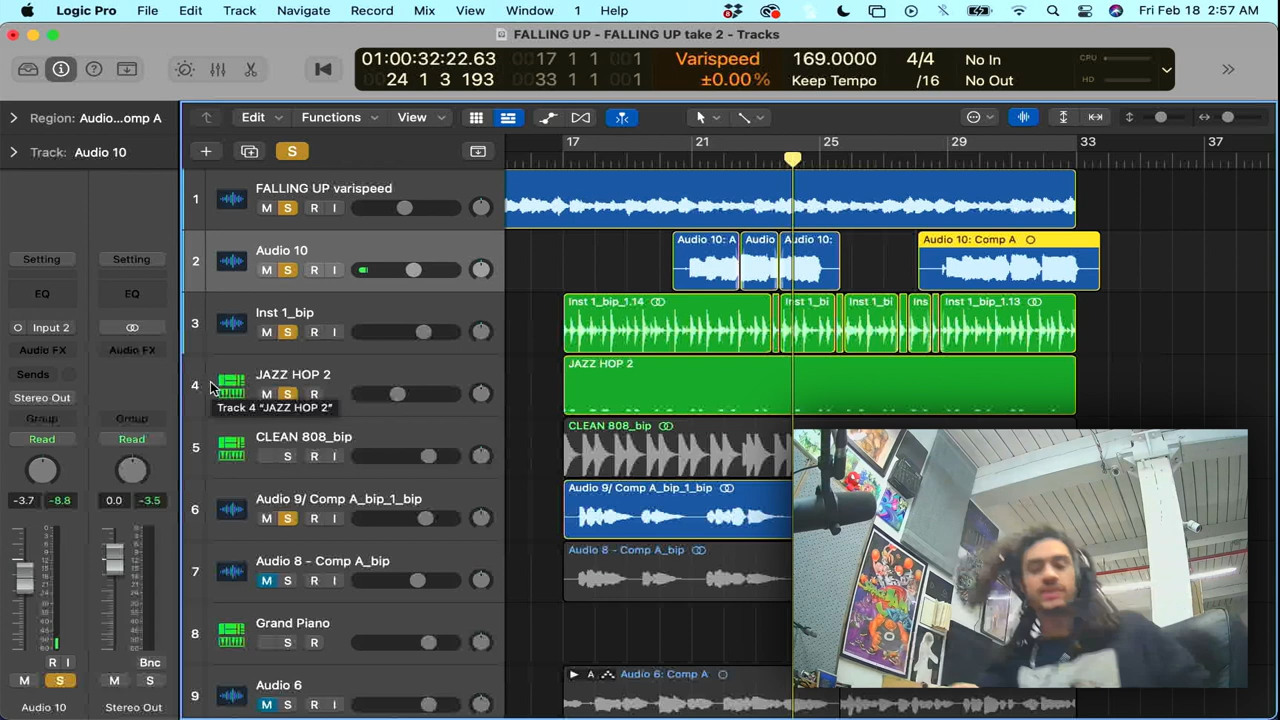 Logic Pro File Edit Track Navigate Record Mix View Window 1 Help Fri Feb 18 2:57 AM
FALLING UP - FALLING UP take 2 - Tracks
01:00:32:22.63 0017 1 1 001 Varispeed 169.0000 4/4 No In CPU
24 1 3 193 0033 1 1 001 ±0.00% Keep Tempo /16 No Out HD
Region: Audio...omp A Edit Functions View
Track: Audio 10 S 17 21 25 29 33 37
1 FALLING UP varispeed
M S R I
2 Audio 10 Audio 10: A Audio Audio 10: Audio 10: Comp A
M S R I
Setting Setting
EQ EQ
3 Inst 1_bip Inst 1_bip_1.14 Inst 1_bi Inst 1_bi Ins Inst 1_bip_1.13
Input 2 M S R I
Audio FX Audio FX
Sends
4 JAZZ HOP 2 JAZZ HOP 2
M S R
Stereo Out
Track 4 "JAZZ HOP 2"
Group Group
Read Read
5 CLEAN 808_bip CLEAN 808_bip
S R
-3.7 -8.8 0.0 -3.5
6 Audio 9/ Comp A_bip_1_bip Audio 9/ Comp A_bip_1_bip
M S R I
7 Audio 8 - Comp A_bip Audio 8 - Comp A_bip
M S R I
8 Grand Piano
S R
R I Bnc
M S M S
9 Audio 6 A Audio 6: Comp A
M S R I
Audio 10 Stereo Out